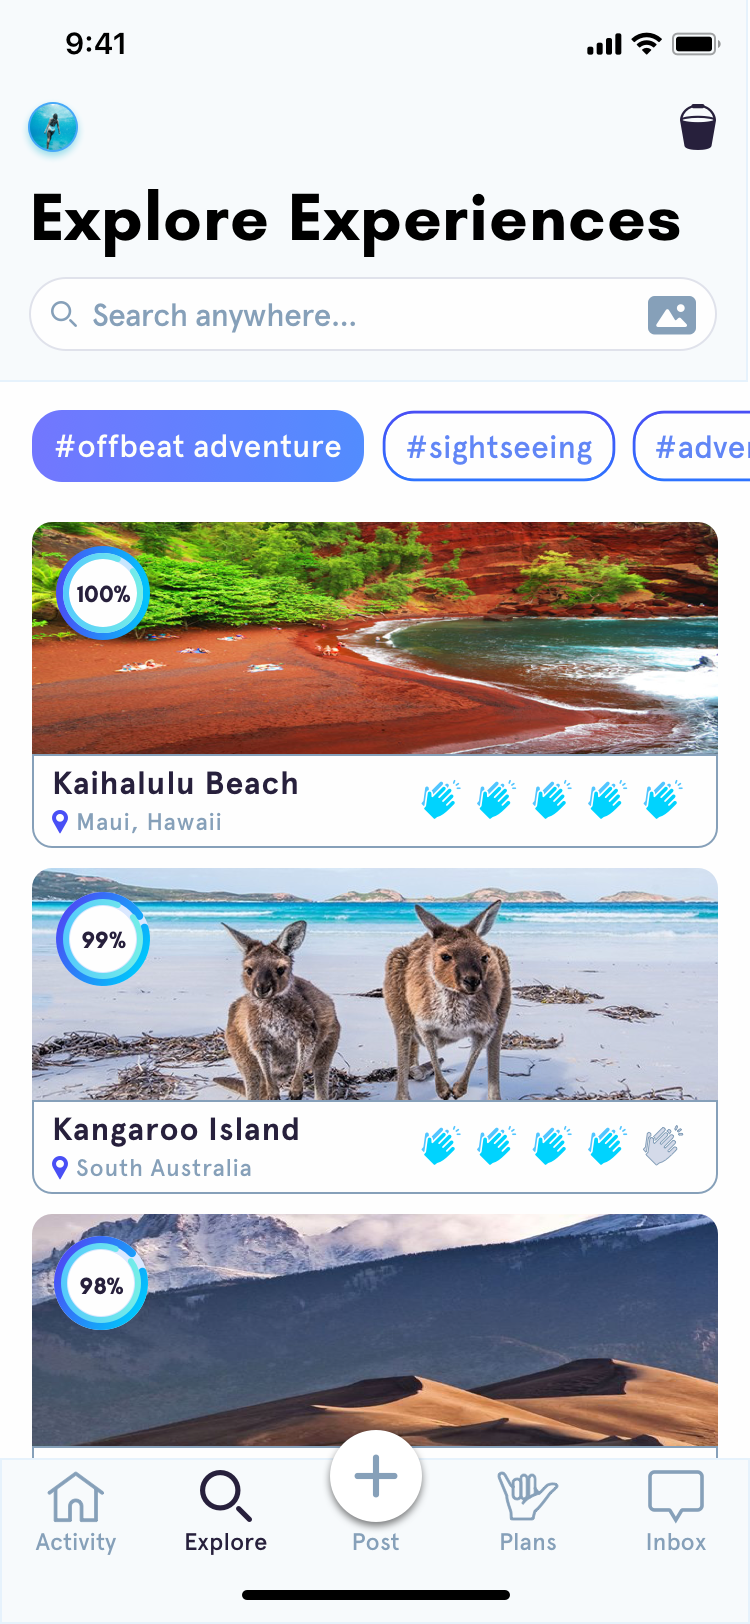 9:41
Explore Experiences
Search anywhere...
#offbeat adventure
#sightseeing
#adver
100%
Kaihalulu Beach
Maui, Hawaii
99%
Kangaroo Island
South Australia
98%
Activity
Explore
Post
Plans
Inbox